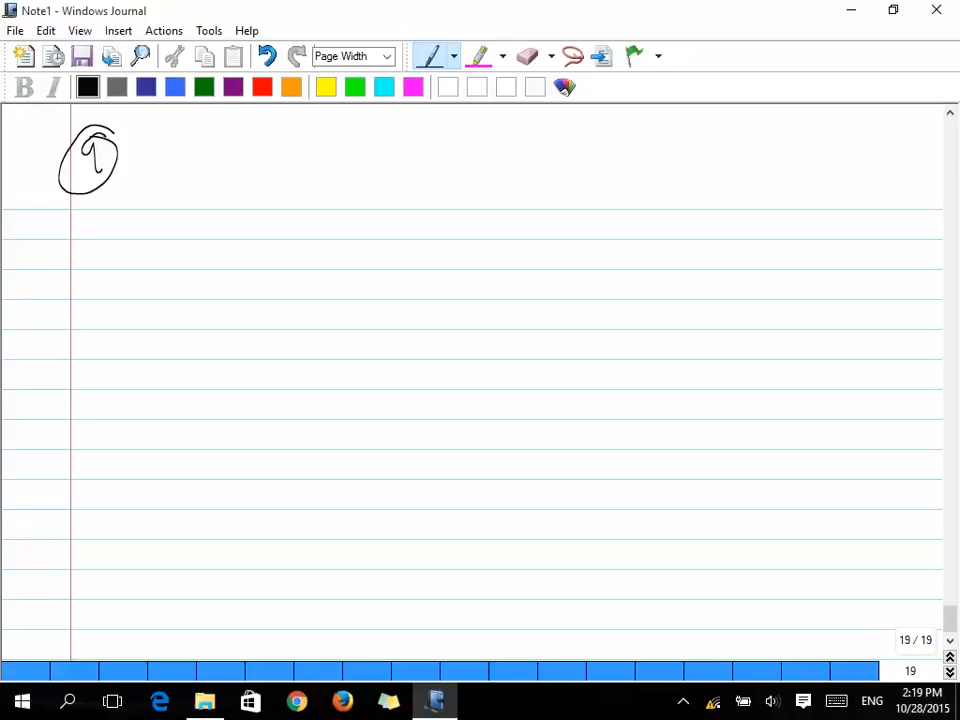 Note1 - Windows Journal
File Edit View Insert Actions Tools Help
Page Width
B I
9
19 / 19
19
ENG
2:19 PM
10/28/2015